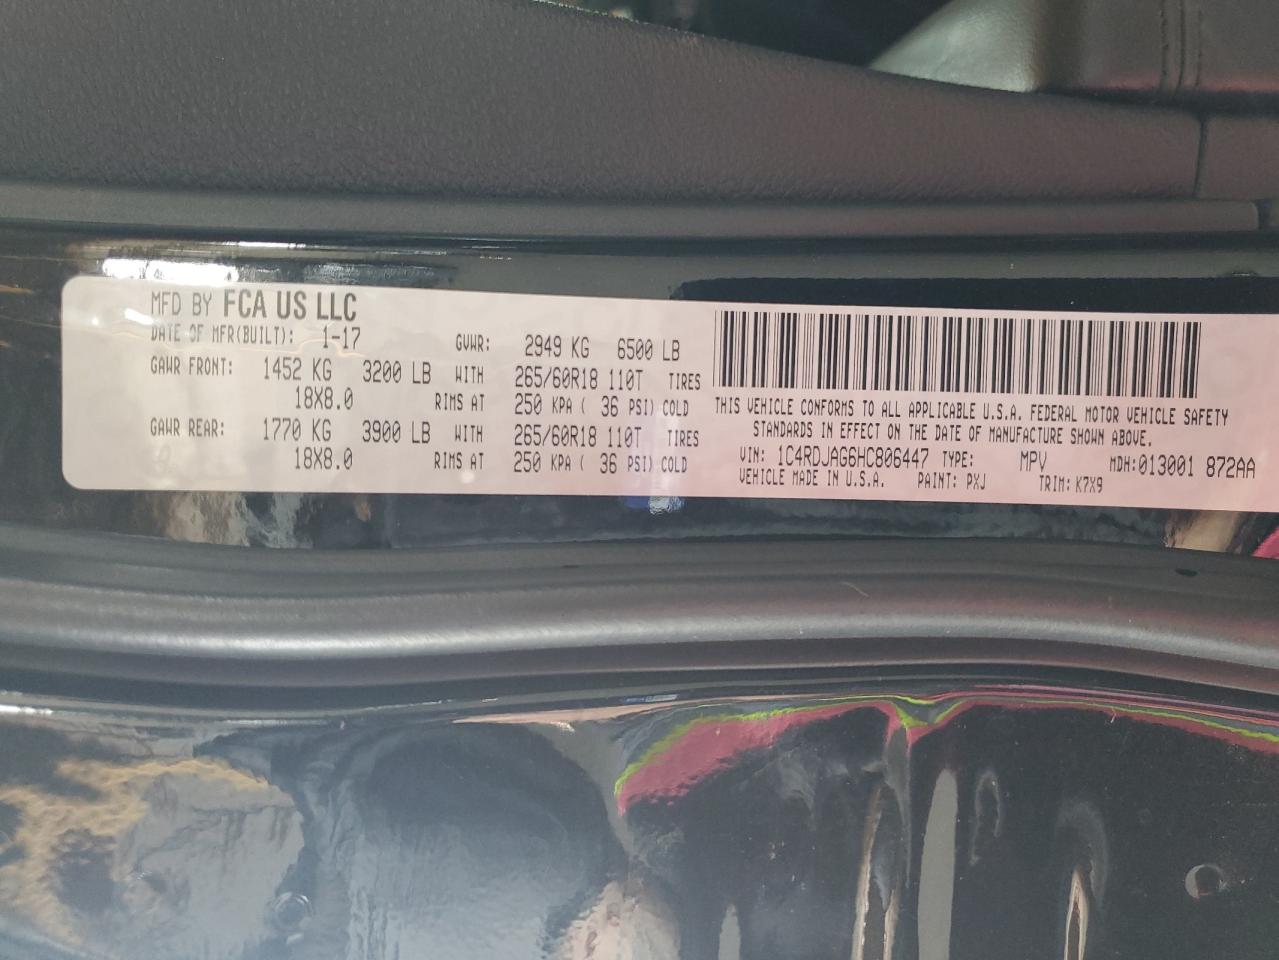 MFD BY FCA US LLC
DATE OF MFR(BUILT): 1-17 GVWR: 2949 KG 6500 LB
GAWR FRONT: 1452 KG 3200 LB WITH 265/60R18 110T TIRES
18X8.0 RIMS AT 250 KPA ( 36 PSI) COLD
GAWR REAR: 1770 KG 3900 LB WITH 265/60R18 110T TIRES
18X8.0 RIMS AT 250 KPA ( 36 PSI) COLD
THIS VEHICLE CONFORMS TO ALL APPLICABLE U.S.A. FEDERAL MOTOR VEHICLE SAFETY
STANDARDS IN EFFECT ON THE DATE OF MANUFACTURE SHOWN ABOVE.
VIN: 1C4RDJAG6HC806447 TYPE: MPV MDH:013001 872AA
VEHICLE MADE IN U.S.A. PAINT: PXJ TRIM: K7X9